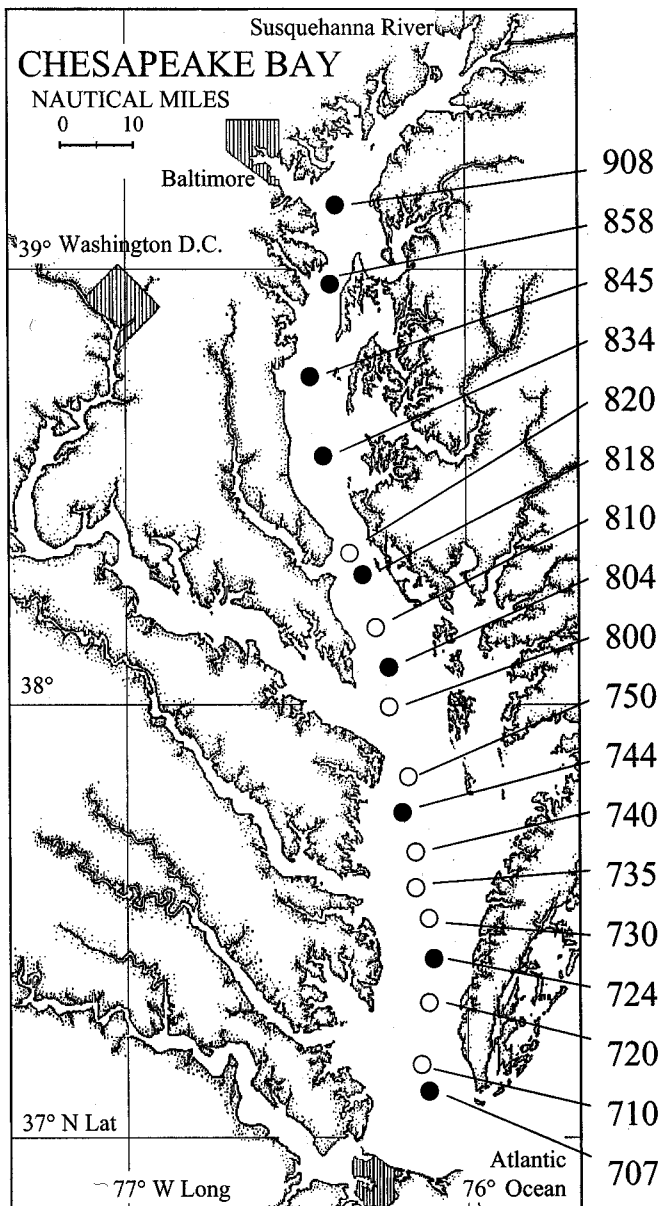 Susquehanna River
CHESAPEAKE BAY
NAUTICAL MILES
0 10
Baltimore
908
39° Washington D.C.
858
845
834
820
818
810
804
800
38°
750
744
740
735
730
724
720
710
37° N Lat
707
Atlantic
77° W Long 76° Ocean